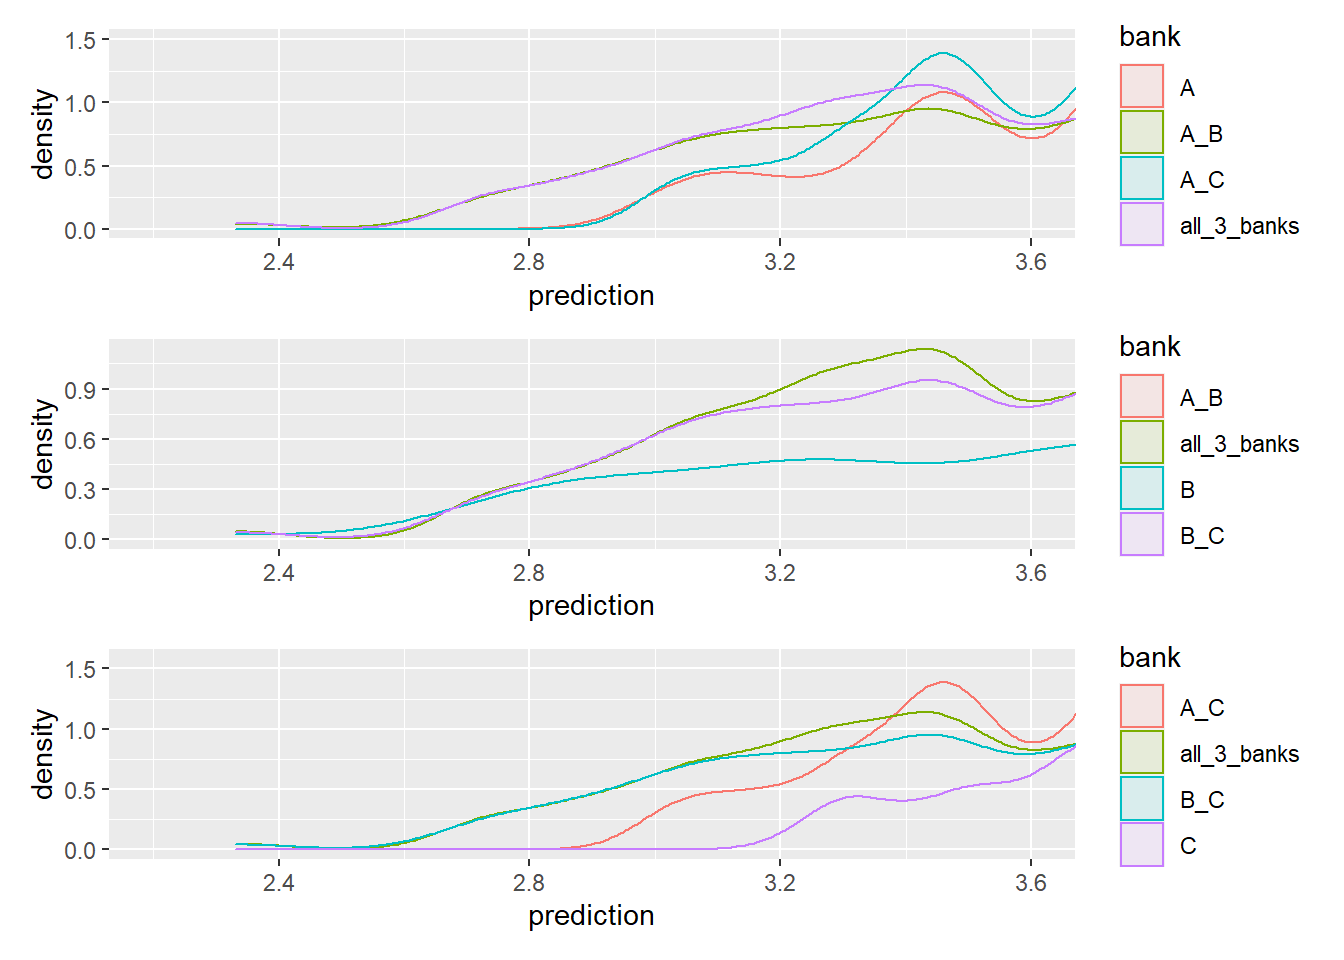 bank
1.5
1.0
0.5
0.0
density
2.4 2.8 3.2 3.6
prediction
A
A_B
A_C
all_3_banks
bank
0.9
0.6
0.3
0.0
density
2.4 2.8 3.2 3.6
prediction
A_B
all_3_banks
B
B_C
bank
1.5
1.0
0.5
0.0
density
2.4 2.8 3.2 3.6
prediction
A_C
all_3_banks
B_C
C